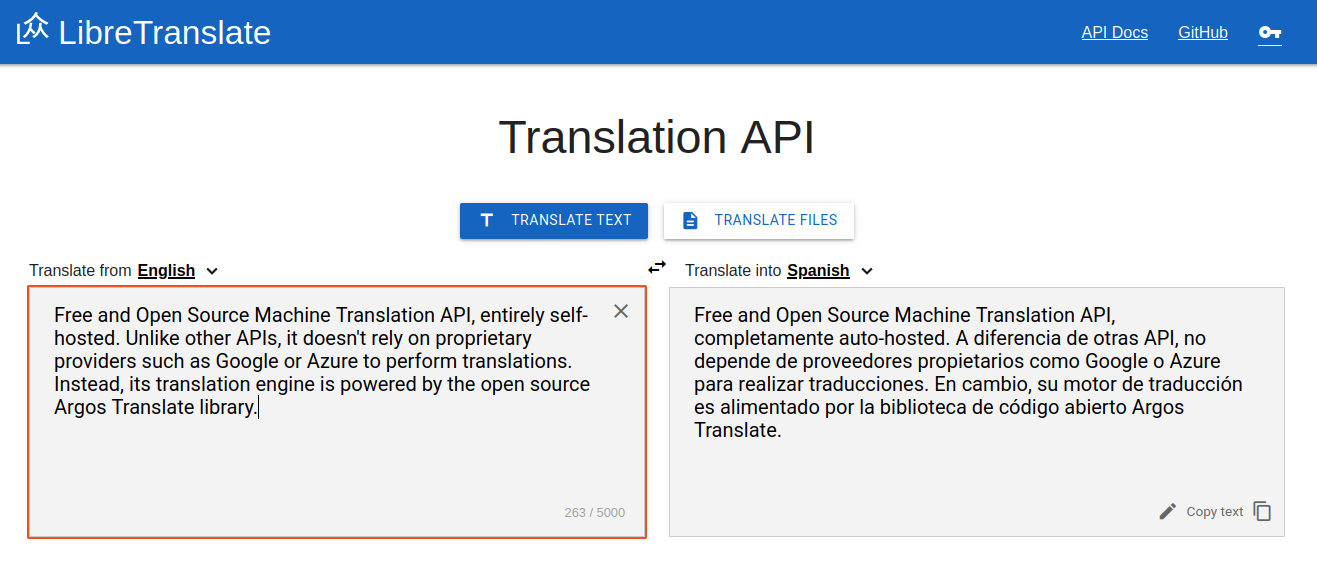 LibreTranslate
API Docs
GitHub
Translation API
TRANSLATE TEXT
TRANSLATE FILES
Translate from English
Translate into Spanish
Free and Open Source Machine Translation API, entirely self-
hosted. Unlike other APIs, it doesn't rely on proprietary
providers such as Google or Azure to perform translations.
Instead, its translation engine is powered by the open source
Argos Translate library.
263 / 5000
Free and Open Source Machine Translation API,
completamente auto-hosted. A diferencia de otras API, no
depende de proveedores propietarios como Google o Azure
para realizar traducciones. En cambio, su motor de traducción
es alimentado por la biblioteca de código abierto Argos
Translate.
Copy text